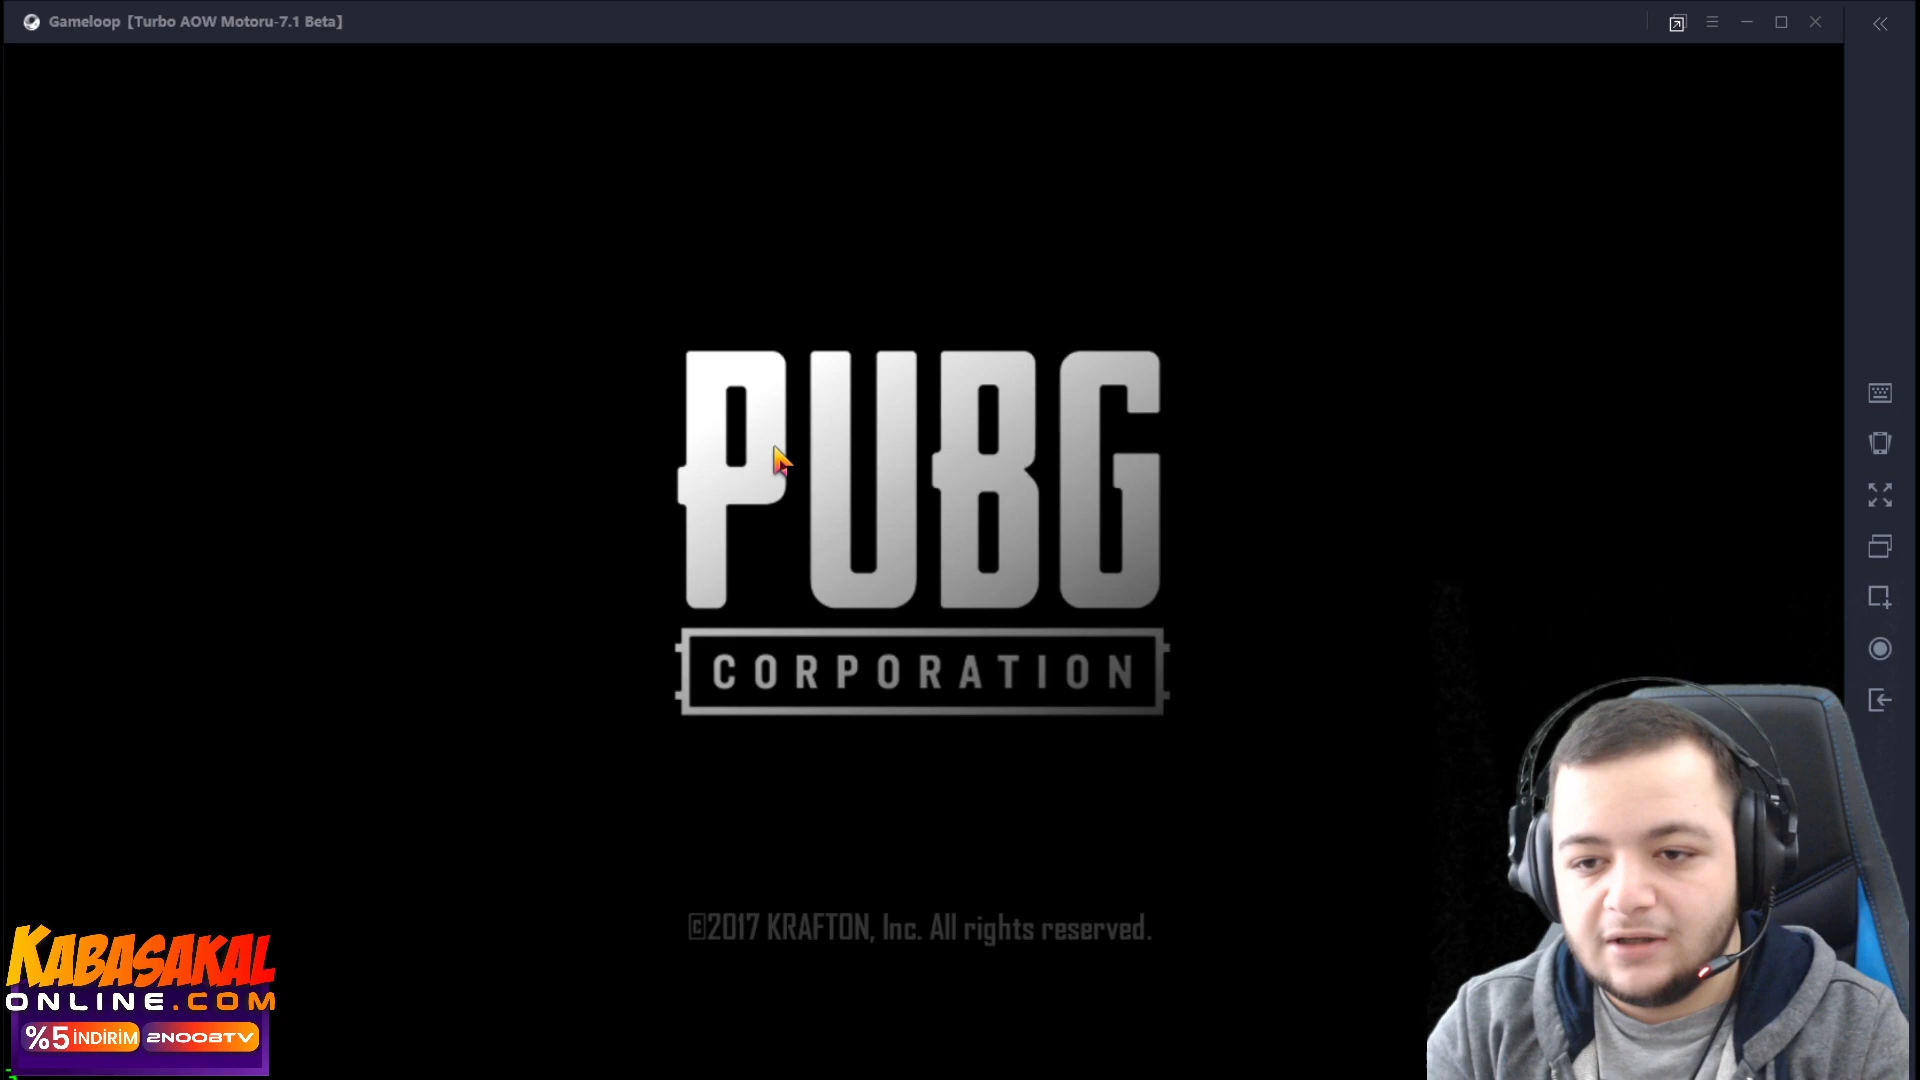 Gameloop【Turbo AOW Motoru-7.1 Beta】
PUBG
CORPORATION
©2017 KRAFTON, Inc. All rights reserved.
KABASAKAL
ONLINE.COM
%5 İNDİRİM 2NOOBTV